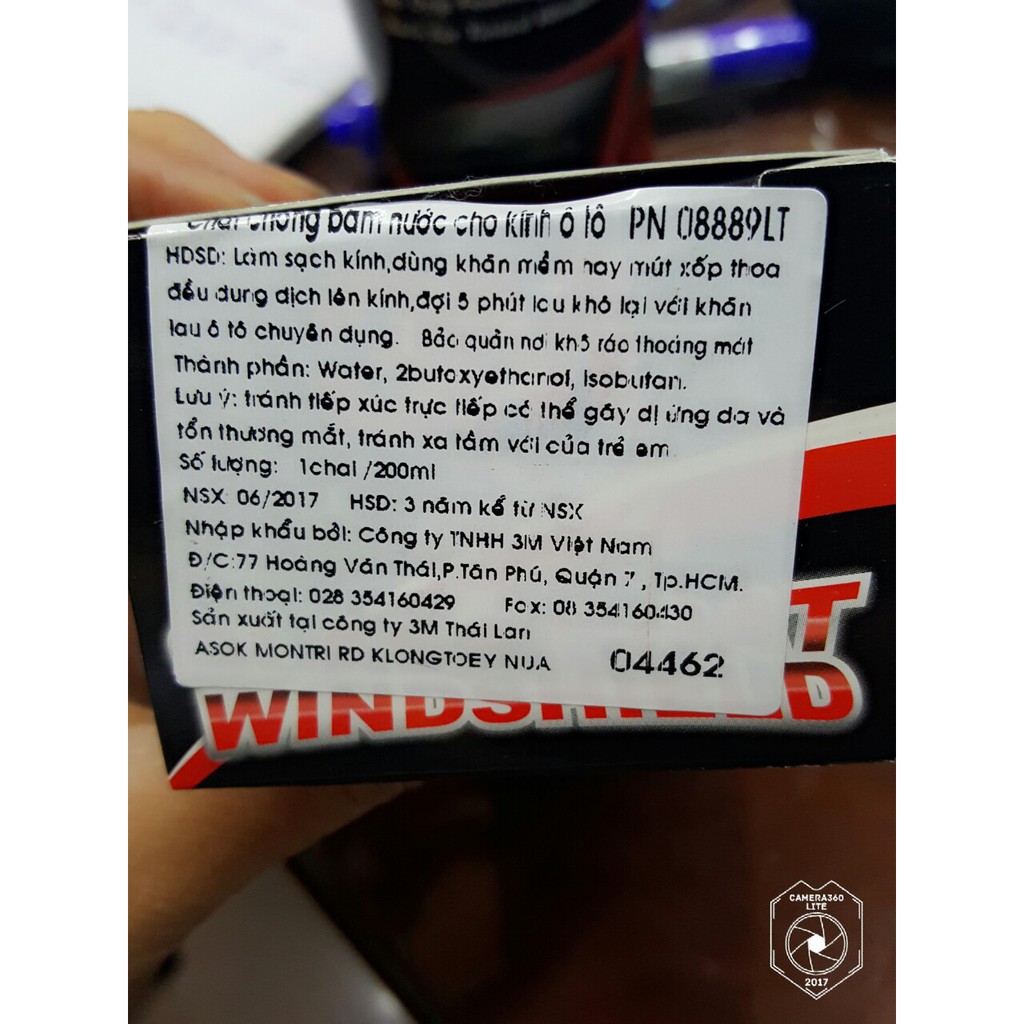 Chất chống bám nước cho kính ô tô PN 08889LT
HDSD: Làm sạch kính,dùng khăn mềm hay mút xốp thoa
đều dung dịch lên kính,đợi 5 phút lau khô lại với khăn
lau ô tô chuyên dụng. Bảo quản nơi khô ráo thoáng mát
Thành phần: Water, 2butoxyethanol, Isobutan.
Lưu ý: tránh tiếp xúc trực tiếp có thể gây dị ứng da và
tổn thương mắt, tránh xa tầm với của trẻ em
Số lượng: 1chai /200ml
NSX: 06/2017 HSD: 3 năm kể từ NSX
Nhập khẩu bởi: Công ty TNHH 3M Việt Nam
Đ/C:77 Hoàng Văn Thái,P.Tân Phú, Quận 7 , Tp.HCM.
Điện thoại: 028 354160429 Fax: 08 354160430
Sản xuất tại công ty 3M Thái Lan
ASOK MONTRI RD KLONGTOEY NUA 04462
WINDSHIELD
CAMERA360
LITE
2017